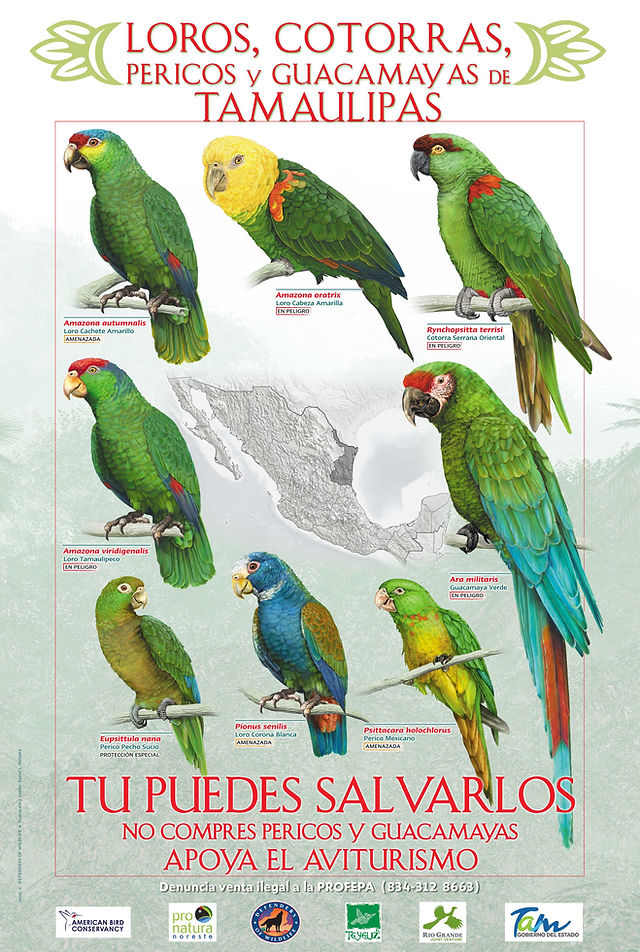 LOROS, COTORRAS,
PERICOS Y GUACAMAYAS DE
TAMAULIPAS
Amazona autumnalis
Loro Cachete Amarillo
AMENAZADA
Amazona oratrix
Loro Cabeza Amarilla
EN PELIGRO
Rynchopsitta terrisi
Cotorra Serrana Oriental
EN PELIGRO
Amazona viridigenalis
Loro Tamaulipeco
EN PELIGRO
Ara militaris
Guacamaya Verde
EN PELIGRO
Eupsittula nana
Perico Pecho Sucio
PROTECCIÓN ESPECIAL
Pionus senilis
Loro Corona Blanca
AMENAZADA
Psittacara holochlorus
Perico Mexicano
AMENAZADA
TU PUEDES SALVARLOS
NO COMPRES PERICOS Y GUACAMAYAS
APOYA EL AVITURISMO
Denuncia venta ilegal a la PROFEPA (834-312 8663)
AMERICAN BIRD
CONSERVANCY
pro
natura
noreste
DEFENDERS
OF WILDLIFE
TEYELIZ
RIO GRANDE
JOINT VENTURE
Tam
GOBIERNO DEL ESTADO